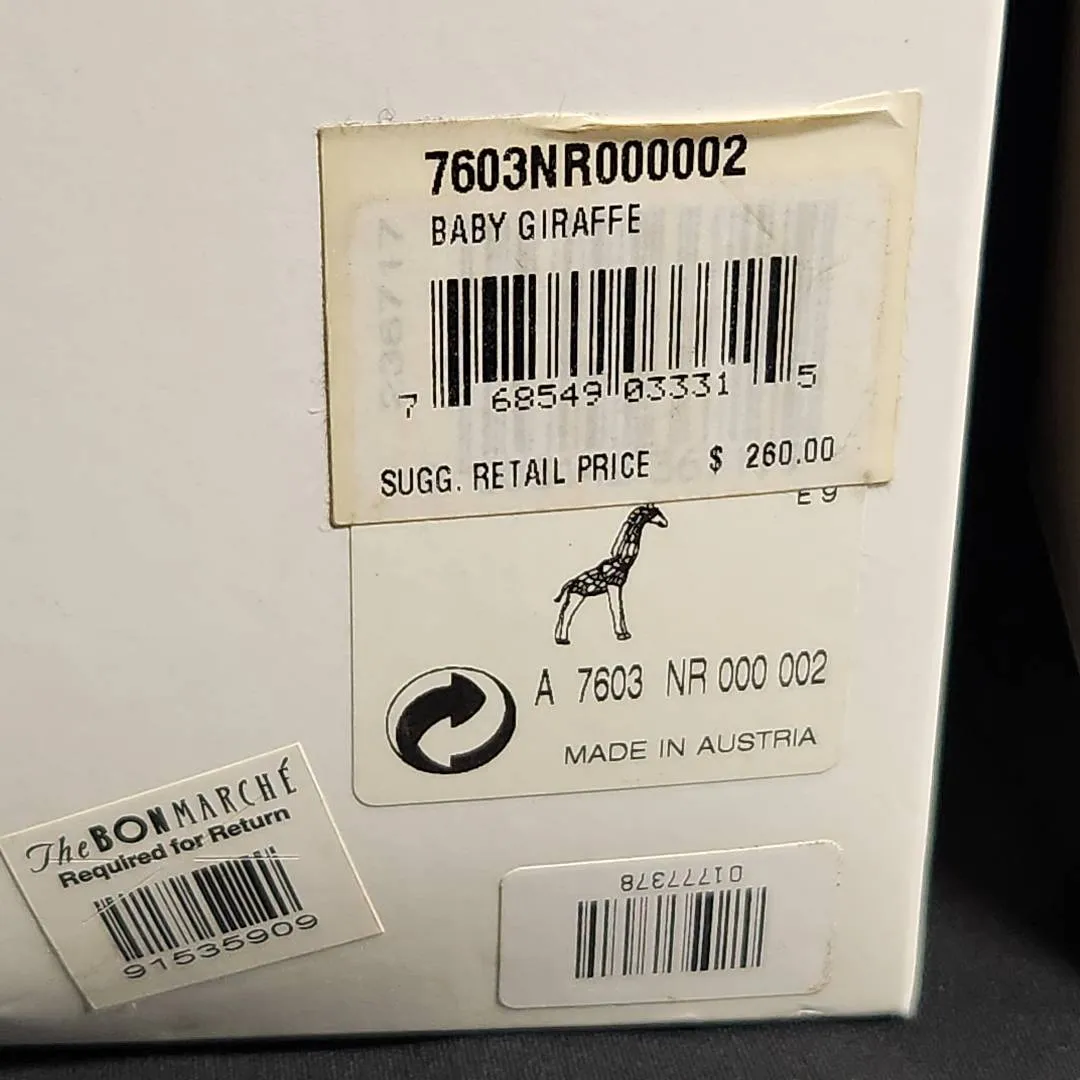 7603NR000002
BABY GIRAFFE
7 68549 03331 5
SUGG. RETAIL PRICE $ 260.00
E 9
A 7603 NR 000 002
MADE IN AUSTRIA
The BON MARCHÉ
Required for Return
91535909
01777378